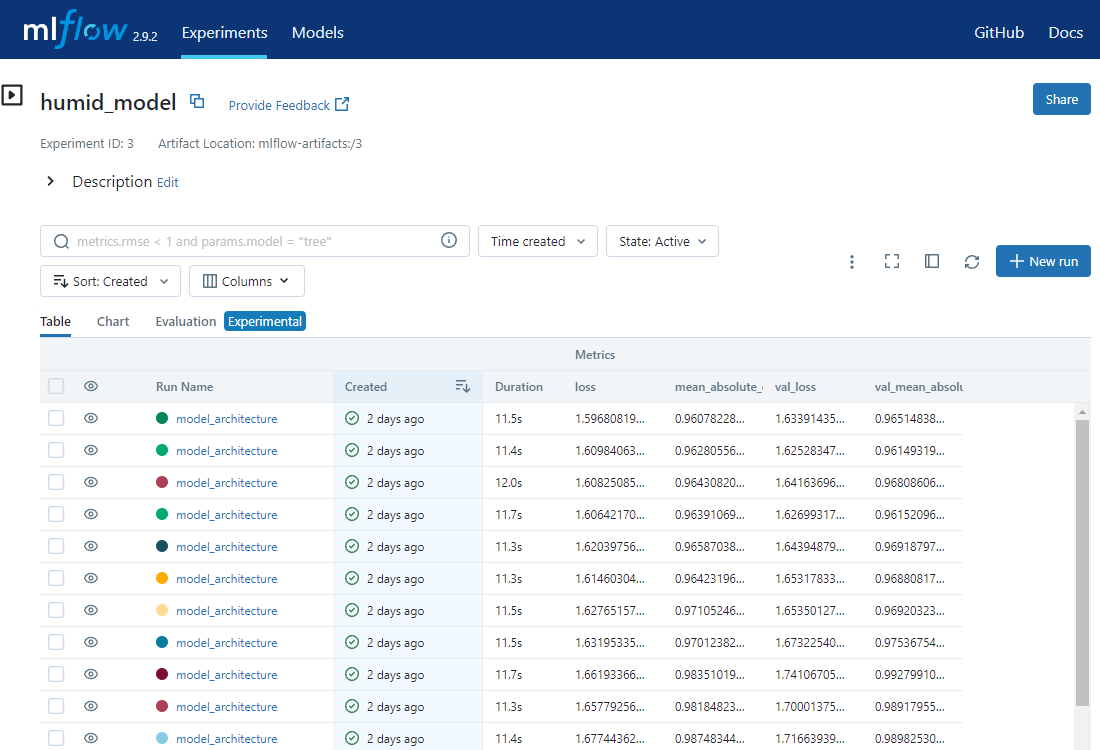 mlflow 2.9.2 Experiments Models GitHub Docs
humid_model Provide Feedback Share
Experiment ID: 3 Artifact Location: mlflow-artifacts:/3
Description Edit
metrics.rmse < 1 and params.model = "tree" Time created State: Active
New run
Sort: Created Columns
Table Chart Evaluation Experimental
Metrics
Run Name Created Duration loss mean_absolute_ val_loss val_mean_absolu
model_architecture 2 days ago 11.5s 1.59680819... 0.96078228... 1.63391435... 0.96514838...
model_architecture 2 days ago 11.4s 1.60984063... 0.96280556... 1.62528347... 0.96149319...
model_architecture 2 days ago 12.0s 1.60825085... 0.96430820... 1.64163696... 0.96808606...
model_architecture 2 days ago 11.7s 1.60642170... 0.96391069... 1.62699317... 0.96152096...
model_architecture 2 days ago 11.3s 1.62039756... 0.96587038... 1.64394879... 0.96918797...
model_architecture 2 days ago 11.3s 1.61460304... 0.96423196... 1.65317833... 0.96880817...
model_architecture 2 days ago 11.5s 1.62765157... 0.97105246... 1.65350127... 0.96920323...
model_architecture 2 days ago 11.5s 1.63195335... 0.97012382... 1.67322540... 0.97536754...
model_architecture 2 days ago 11.7s 1.66193366... 0.98351019... 1.74106705... 0.99279910...
model_architecture 2 days ago 11.3s 1.65779256... 0.98184823... 1.70001375... 0.98917955...
model_architecture 2 days ago 11.4s 1.67744362... 0.98748344... 1.71663939... 0.98982530...